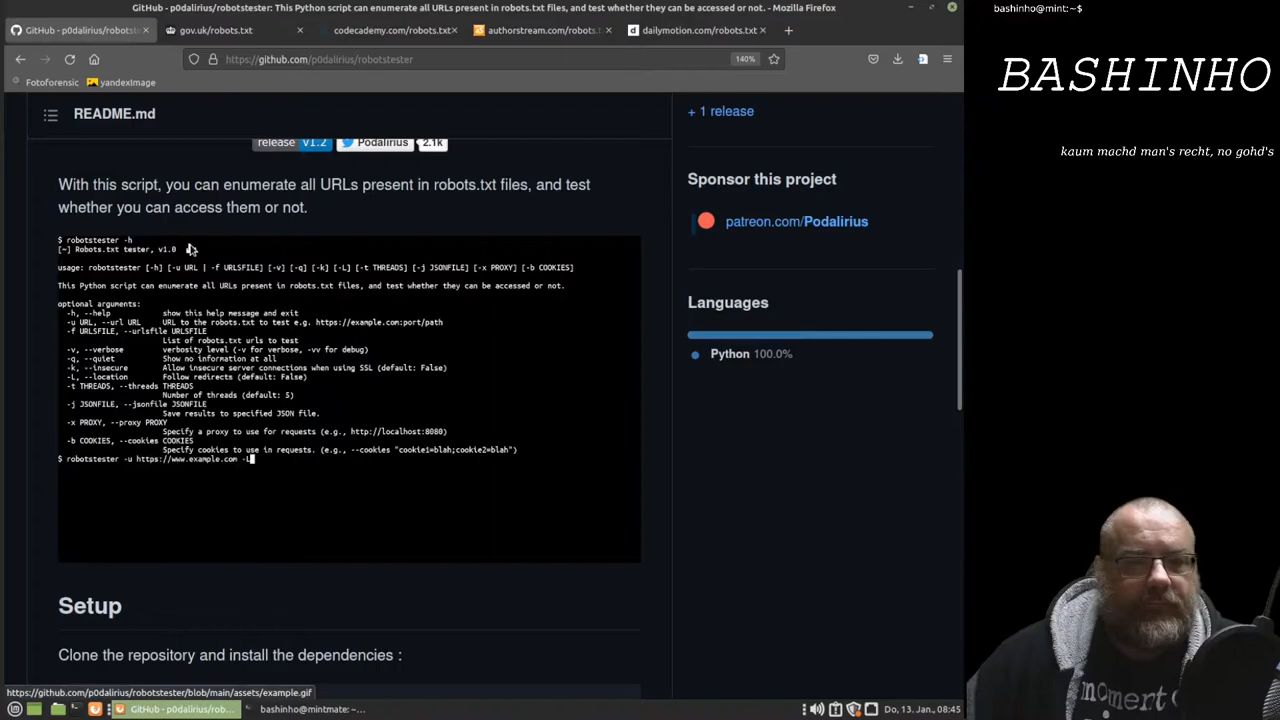 GitHub - p0dalirius/robotstester: This Python script can enumerate all URLs present in robots.txt files, and test whether they can be accessed or not. - Mozilla Firefox
GitHub - p0dalirius/robotst
gov.uk/robots.txt
codecademy.com/robots.txt
authorstream.com/robots.tx
dailymotion.com/robots.txt
https://github.com/p0dalirius/robotstester
140%
Fotoforensic
yandexImage
README.md
release v1.2
Podalirius 2.1k
With this script, you can enumerate all URLs present in robots.txt files, and test
whether you can access them or not.
$ robotstester -h
[~] Robots.txt tester, v1.0
usage: robotstester [-h] [-u URL | -f URLSFILE] [-v] [-q] [-k] [-L] [-t THREADS] [-j JSONFILE] [-x PROXY] [-b COOKIES]
This Python script can enumerate all URLs present in robots.txt files, and test whether they can be accessed or not.
optional arguments:
-h, --help show this help message and exit
-u URL, --url URL URL to the robots.txt to test e.g. https://example.com:port/path
-f URLSFILE, --urlsfile URLSFILE
List of robots.txt urls to test
-v, --verbose verbosity level (-v for verbose, -vv for debug)
-q, --quiet Show no information at all
-k, --insecure Allow insecure server connections when using SSL (default: False)
-L, --location Follow redirects (default: False)
-t THREADS, --threads THREADS
Number of threads (default: 5)
-j JSONFILE, --jsonfile JSONFILE
Save results to specified JSON file.
-x PROXY, --proxy PROXY
Specify a proxy to use for requests (e.g., http://localhost:8080)
-b COOKIES, --cookies COOKIES
Specify cookies to use in requests. (e.g., --cookies "cookie1=blah;cookie2=blah")
$ robotstester -u https://www.example.com -L
Setup
Clone the repository and install the dependencies :
+ 1 release
Sponsor this project
patreon.com/Podalirius
Languages
Python 100.0%
https://github.com/p0dalirius/robotstester/blob/main/assets/example.gif
GitHub - p0dalirius/rob...
bashinho@mintmate: ~...
Do, 13. Jan., 08:45
bashinho@mint:~$
BASHINHO
kaum machd man's recht, no gohd's
moment